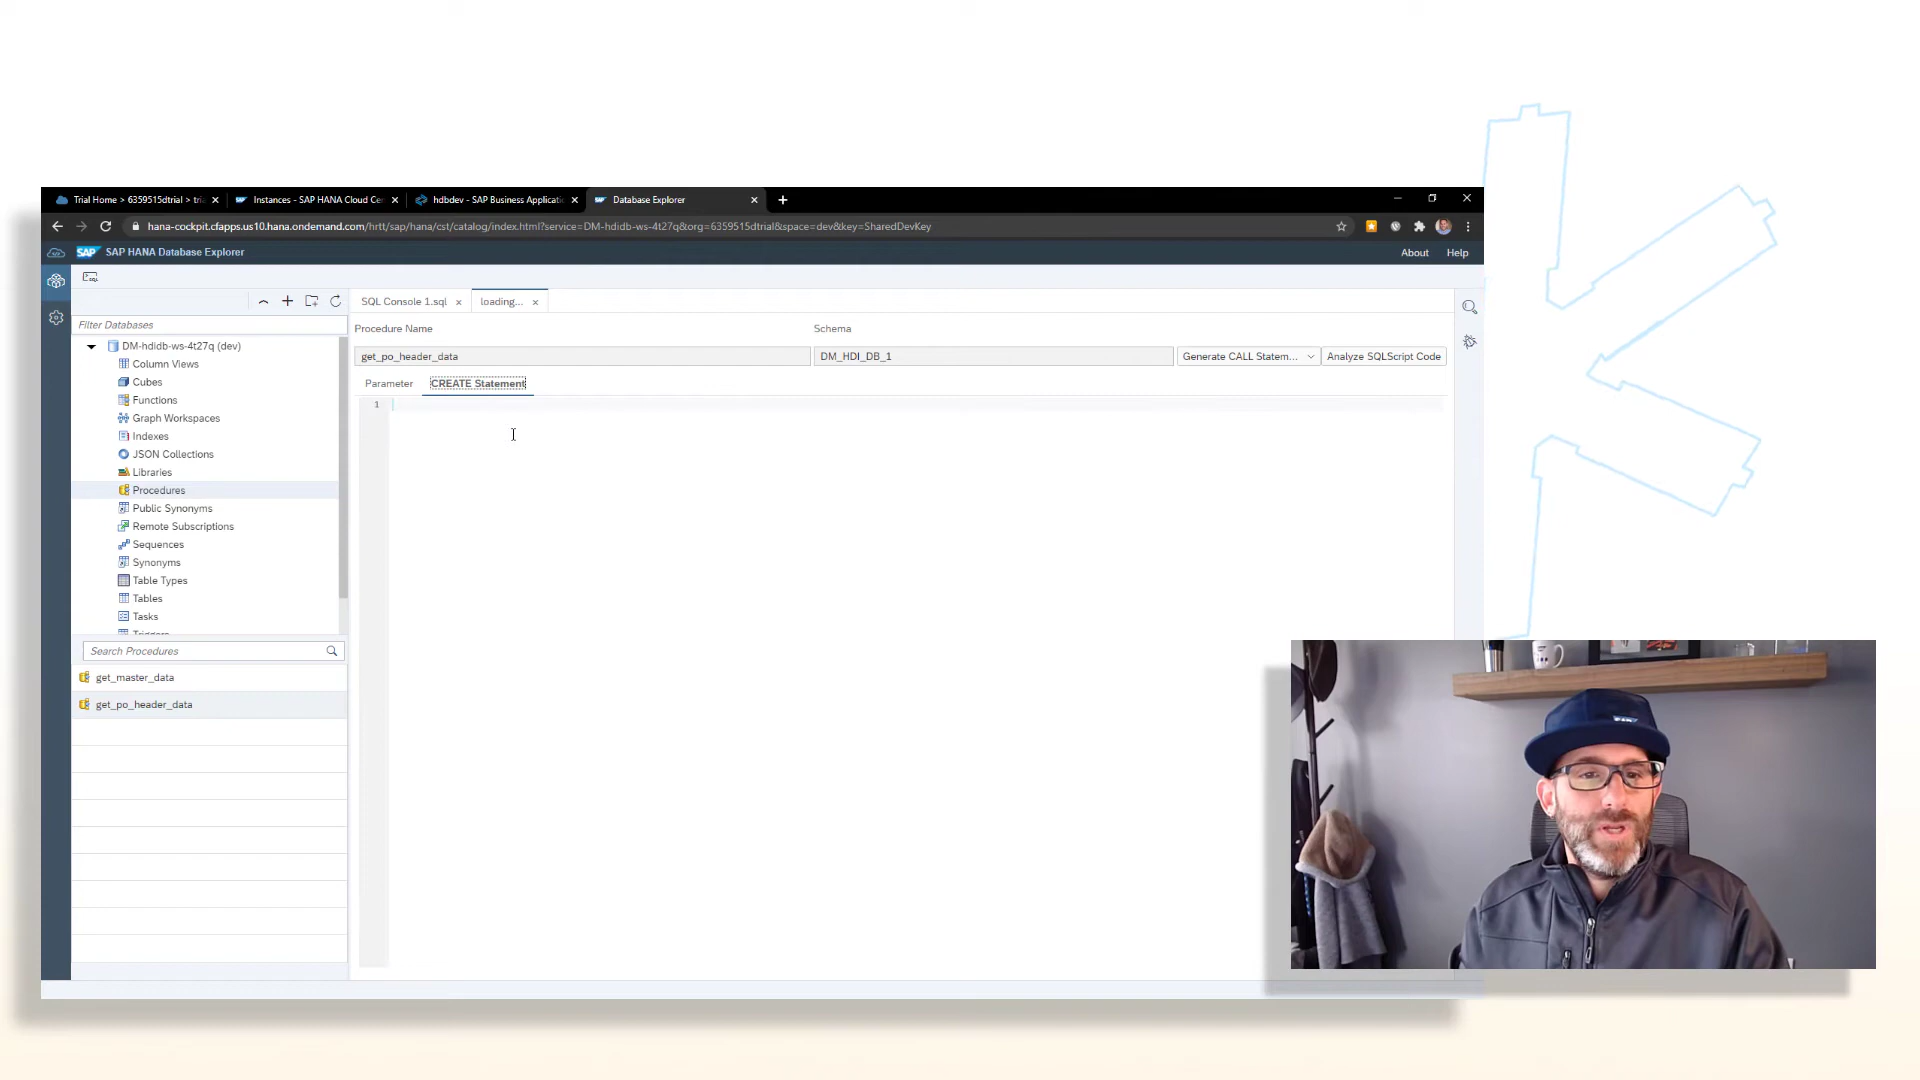 Trial Home > 6359515dtrial > tri
Instances - SAP HANA Cloud Ce
hdbdev - SAP Business Applicati
Database Explorer
hana-cockpit.cfapps.us10.hana.ondemand.com/hrtt/sap/hana/cst/catalog/index.html?service=DM-hdidb-ws-4t27q&org=6359515dtrial&space=dev&key=SharedDevKey
SAP
SAP HANA Database Explorer
About
Help
SQL Console 1.sql
loading...
Filter Databases
Procedure Name
Schema
get_po_header_data
DM_HDI_DB_1
Generate CALL Statem...
Analyze SQLScript Code
Parameter
CREATE Statement
1
DM-hdidb-ws-4t27q (dev)
Column Views
Cubes
Functions
Graph Workspaces
Indexes
JSON Collections
Libraries
Procedures
Public Synonyms
Remote Subscriptions
Sequences
Synonyms
Table Types
Tables
Tasks
Triggers
Search Procedures
get_master_data
get_po_header_data
SAP